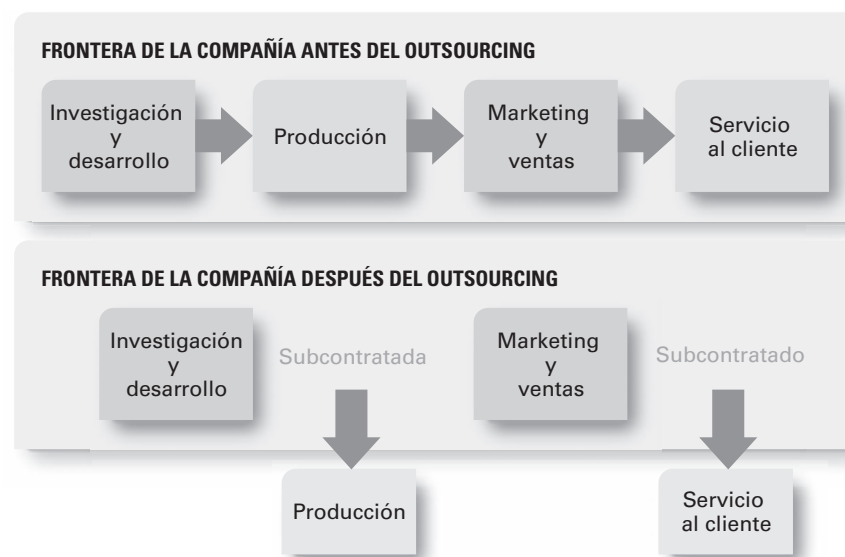 FRONTERA DE LA COMPAÑÍA ANTES DEL OUTSOURCING
Investigación
y
desarrollo
Producción
Marketing
y
ventas
Servicio
al cliente
FRONTERA DE LA COMPAÑÍA DESPUÉS DEL OUTSOURCING
Investigación
y
desarrollo
Subcontratada
Marketing
y
ventas
Subcontratado
Producción
Servicio
al cliente